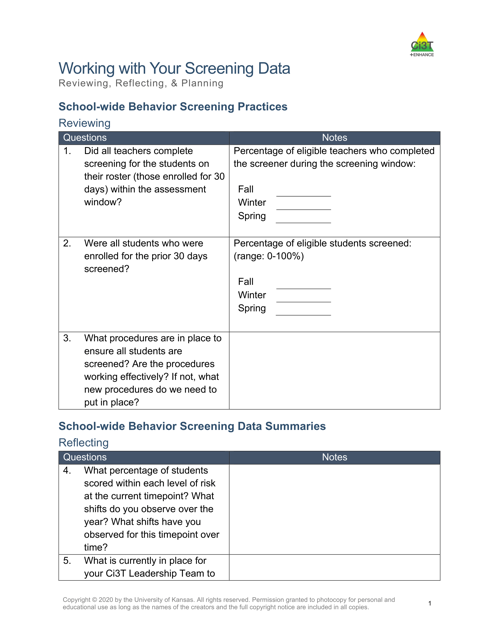 Ci3T
+ENHANCE
Working with Your Screening Data
Reviewing, Reflecting, & Planning
School-wide Behavior Screening Practices
Reviewing
Questions Notes
1. Did all teachers complete
screening for the students on
their roster (those enrolled for 30
days) within the assessment
window?
Percentage of eligible teachers who completed
the screener during the screening window:
Fall
Winter
Spring
2. Were all students who were
enrolled for the prior 30 days
screened?
Percentage of eligible students screened:
(range: 0-100%)
Fall
Winter
Spring
3. What procedures are in place to
ensure all students are
screened? Are the procedures
working effectively? If not, what
new procedures do we need to
put in place?
School-wide Behavior Screening Data Summaries
Reflecting
Questions Notes
4. What percentage of students
scored within each level of risk
at the current timepoint? What
shifts do you observe over the
year? What shifts have you
observed for this timepoint over
time?
5. What is currently in place for
your Ci3T Leadership Team to
Copyright © 2020 by the University of Kansas. All rights reserved. Permission granted to photocopy for personal and
educational use as long as the names of the creators and the full copyright notice are included in all copies.
1